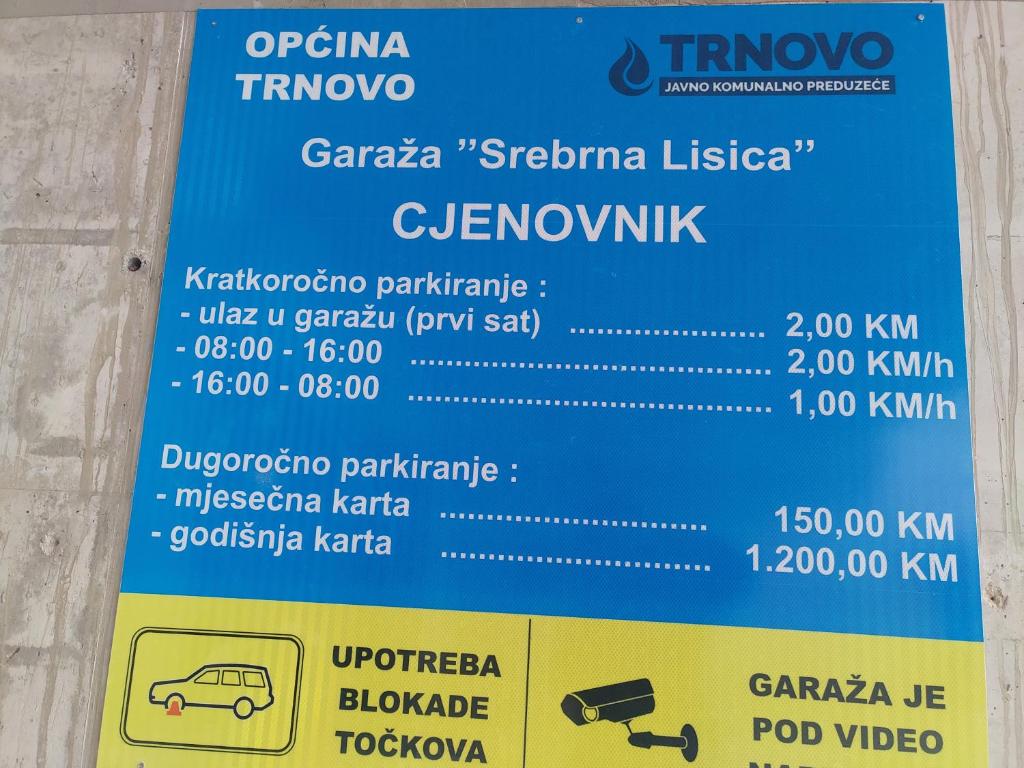 OPĆINA
TRNOVO
TRNOVO
JAVNO KOMUNALNO PREDUZEĆE
Garaža ”Srebrna Lisica”
CJENOVNIK
Kratkoročno parkiranje :
- ulaz u garažu (prvi sat) ..................... 2,00 KM
- 08:00 - 16:00 ....................................... 2,00 KM/h
- 16:00 - 08:00 ....................................... 1,00 KM/h
Dugoročno parkiranje :
- mjesečna karta ............................. 150,00 KM
- godišnja karta ............................. 1.200,00 KM
UPOTREBA
BLOKADE
TOČKOVA
GARAŽA JE
POD VIDEO